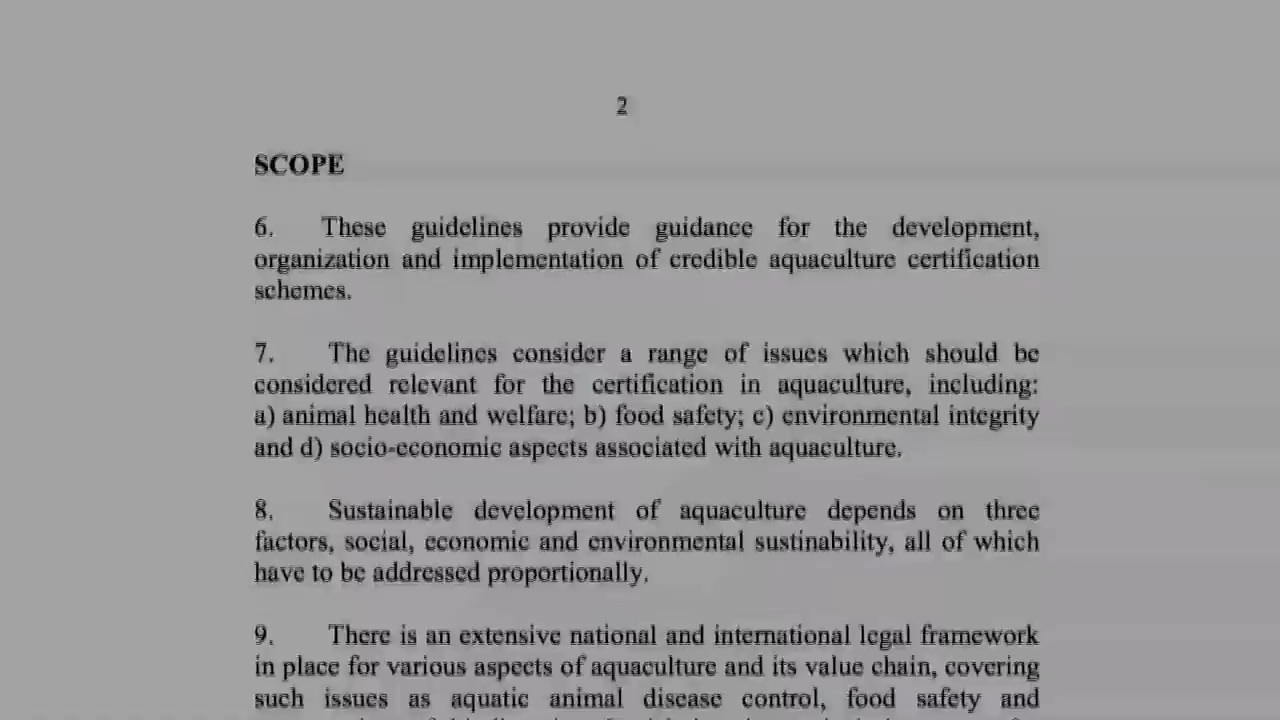 2
SCOPE
6. These guidelines provide guidance for the development,
organization and implementation of credible aquaculture certification
schemes.
7. The guidelines consider a range of issues which should be
considered relevant for the certification in aquaculture, including:
a) animal health and welfare; b) food safety; c) environmental integrity
and d) socio-economic aspects associated with aquaculture.
8. Sustainable development of aquaculture depends on three
factors, social, economic and environmental sustinability, all of which
have to be addressed proportionally.
9. There is an extensive national and international legal framework
in place for various aspects of aquaculture and its value chain, covering
such issues as aquatic animal disease control, food safety and